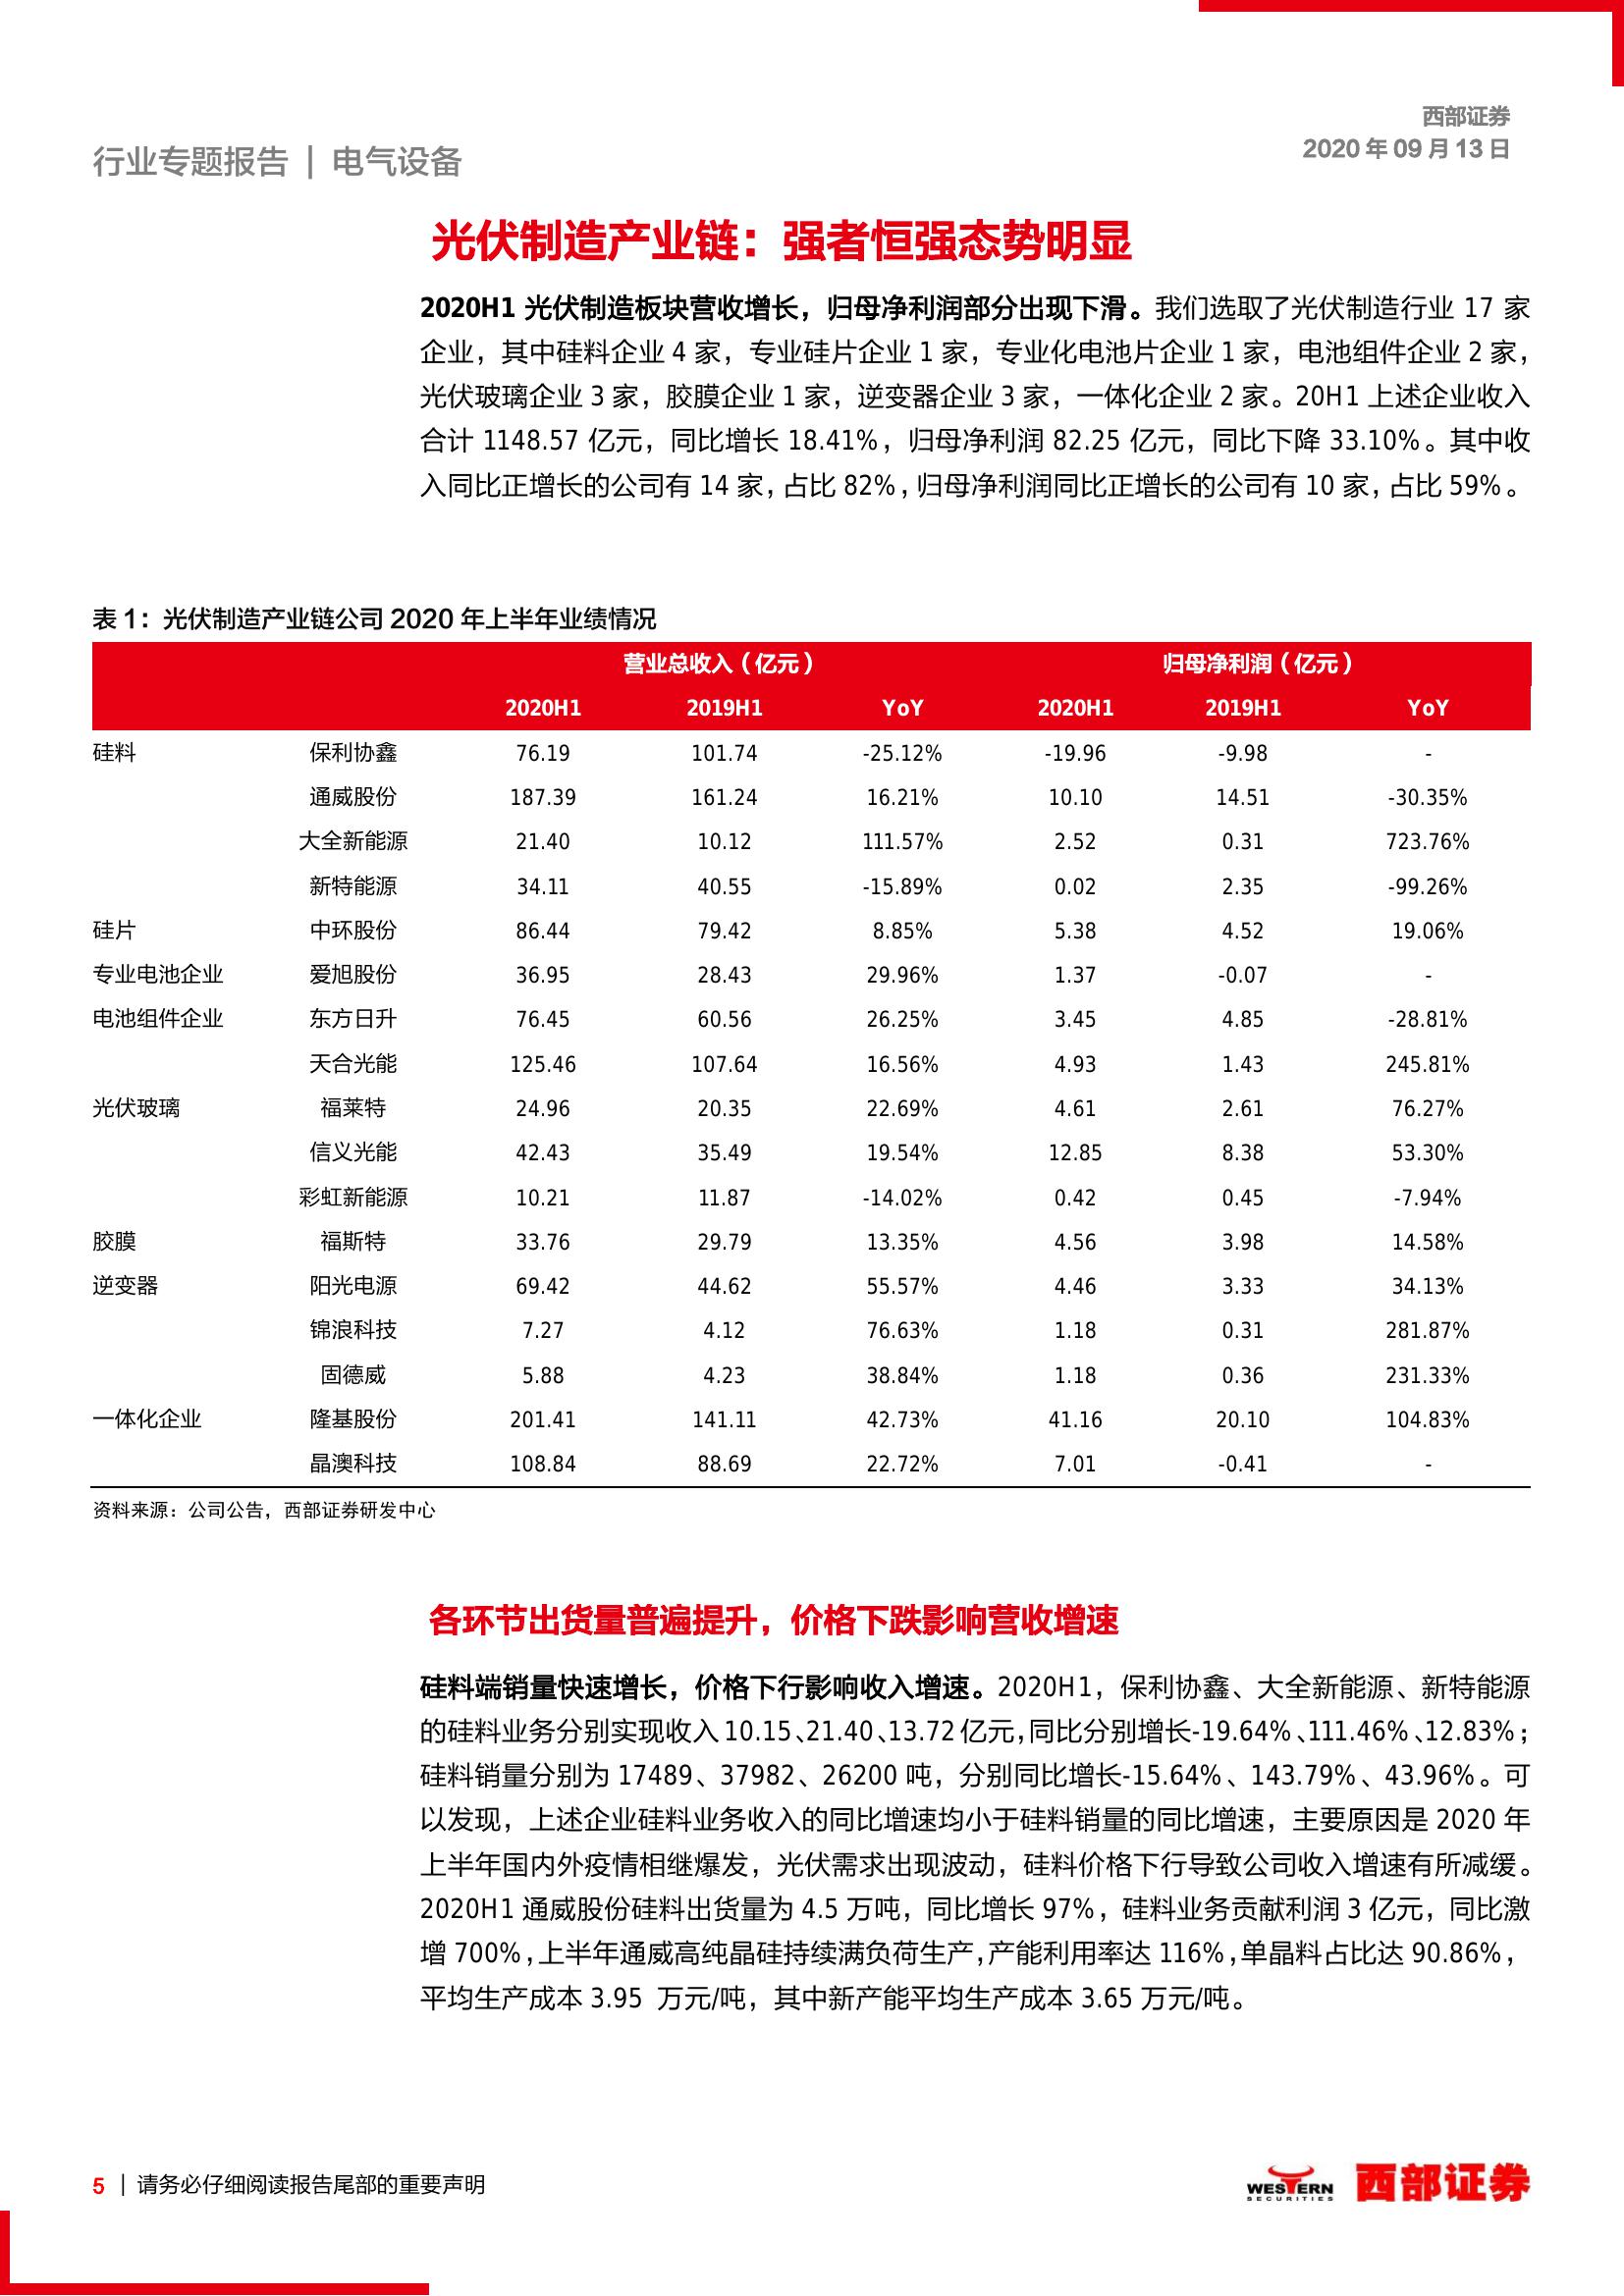 西部证券
2020 年 09 月 13 日
行业专题报告 | 电气设备
光伏制造产业链：强者恒强态势明显
2020H1 光伏制造板块营收增长，归母净利润部分出现下滑。我们选取了光伏制造行业 17 家
企业，其中硅料企业 4 家，专业硅片企业 1 家，专业化电池片企业 1 家，电池组件企业 2 家，
光伏玻璃企业 3 家，胶膜企业 1 家，逆变器企业 3 家，一体化企业 2 家。20H1 上述企业收入
合计 1148.57 亿元，同比增长 18.41%，归母净利润 82.25 亿元，同比下降 33.10%。其中收
入同比正增长的公司有 14 家，占比 82%，归母净利润同比正增长的公司有 10 家，占比 59%。
表 1：光伏制造产业链公司 2020 年上半年业绩情况
营业总收入（亿元） 归母净利润（亿元）
2020H1 2019H1 YoY 2020H1 2019H1 YoY
硅料 保利协鑫 76.19 101.74 -25.12% -19.96 -9.98 -
通威股份 187.39 161.24 16.21% 10.10 14.51 -30.35%
大全新能源 21.40 10.12 111.57% 2.52 0.31 723.76%
新特能源 34.11 40.55 -15.89% 0.02 2.35 -99.26%
硅片 中环股份 86.44 79.42 8.85% 5.38 4.52 19.06%
专业电池企业 爱旭股份 36.95 28.43 29.96% 1.37 -0.07 -
电池组件企业 东方日升 76.45 60.56 26.25% 3.45 4.85 -28.81%
天合光能 125.46 107.64 16.56% 4.93 1.43 245.81%
光伏玻璃 福莱特 24.96 20.35 22.69% 4.61 2.61 76.27%
信义光能 42.43 35.49 19.54% 12.85 8.38 53.30%
彩虹新能源 10.21 11.87 -14.02% 0.42 0.45 -7.94%
胶膜 福斯特 33.76 29.79 13.35% 4.56 3.98 14.58%
逆变器 阳光电源 69.42 44.62 55.57% 4.46 3.33 34.13%
锦浪科技 7.27 4.12 76.63% 1.18 0.31 281.87%
固德威 5.88 4.23 38.84% 1.18 0.36 231.33%
一体化企业 隆基股份 201.41 141.11 42.73% 41.16 20.10 104.83%
晶澳科技 108.84 88.69 22.72% 7.01 -0.41 -
资料来源：公司公告，西部证券研发中心
各环节出货量普遍提升，价格下跌影响营收增速
硅料端销量快速增长，价格下行影响收入增速。2020H1，保利协鑫、大全新能源、新特能源
的硅料业务分别实现收入 10.15、21.40、13.72 亿元，同比分别增长-19.64%、111.46%、12.83%；
硅料销量分别为 17489、37982、26200 吨，分别同比增长-15.64%、143.79%、43.96%。可
以发现，上述企业硅料业务收入的同比增速均小于硅料销量的同比增速，主要原因是 2020 年
上半年国内外疫情相继爆发，光伏需求出现波动，硅料价格下行导致公司收入增速有所减缓。
2020H1 通威股份硅料出货量为 4.5 万吨，同比增长 97%，硅料业务贡献利润 3 亿元，同比激
增 700%，上半年通威高纯晶硅持续满负荷生产，产能利用率达 116%，单晶料占比达 90.86%，
平均生产成本 3.95 万元/吨，其中新产能平均生产成本 3.65 万元/吨。
5 | 请务必仔细阅读报告尾部的重要声明
WESTERN
SECURITIES
西部证券